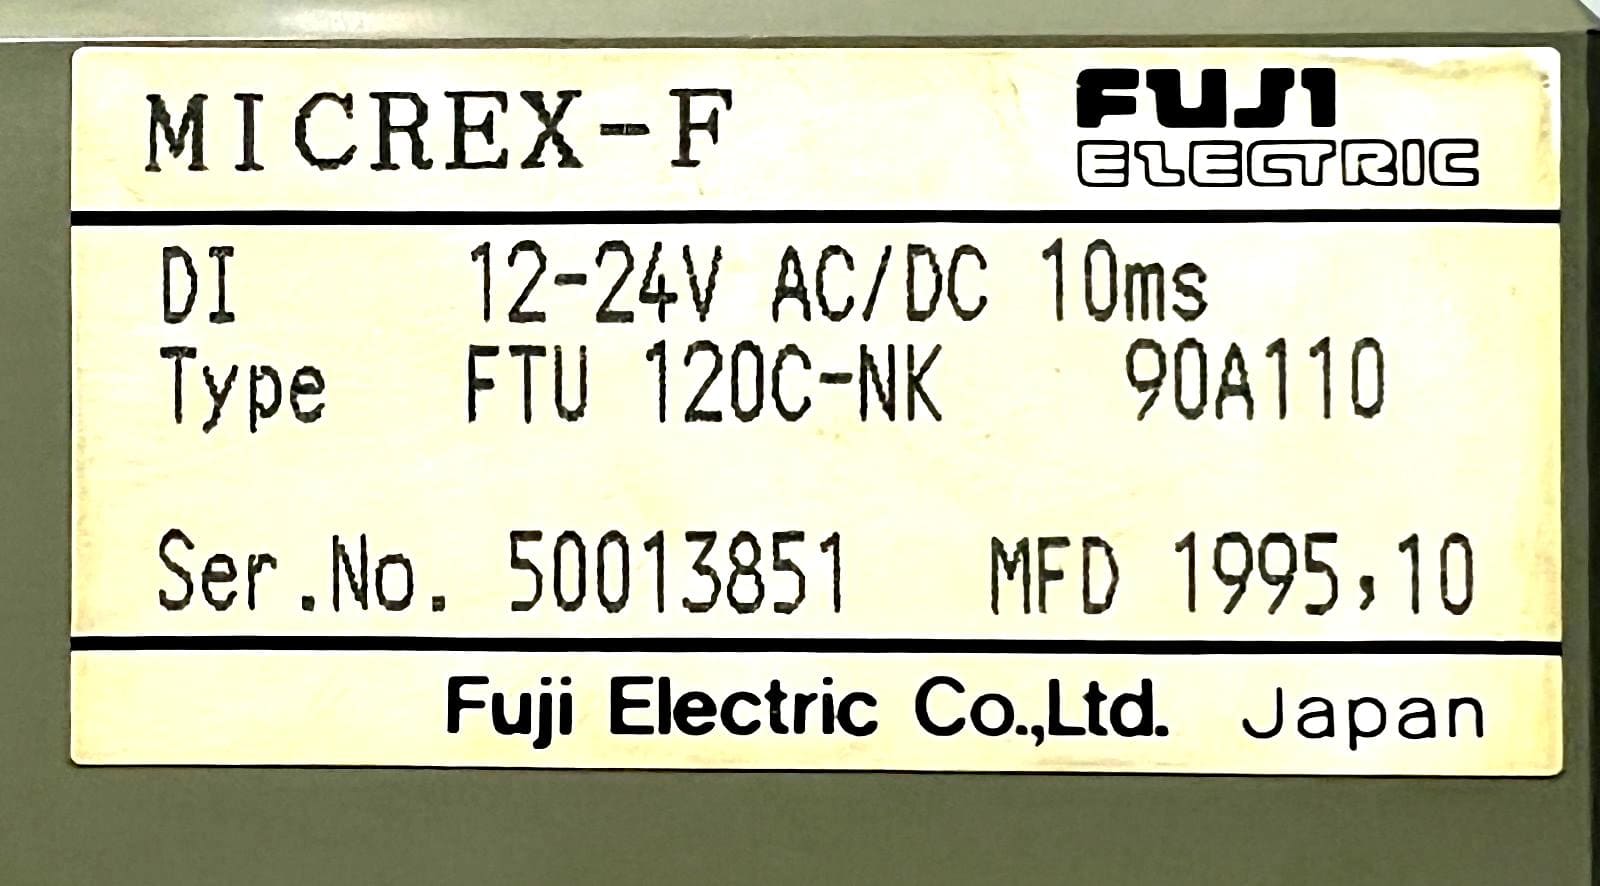 MICREX-F FUJI ELECTRIC
DI 12-24V AC/DC 10ms
Type FTU 120C-NK 90A110
Ser.No. 50013851 MFD 1995,10
Fuji Electric Co.,Ltd. Japan